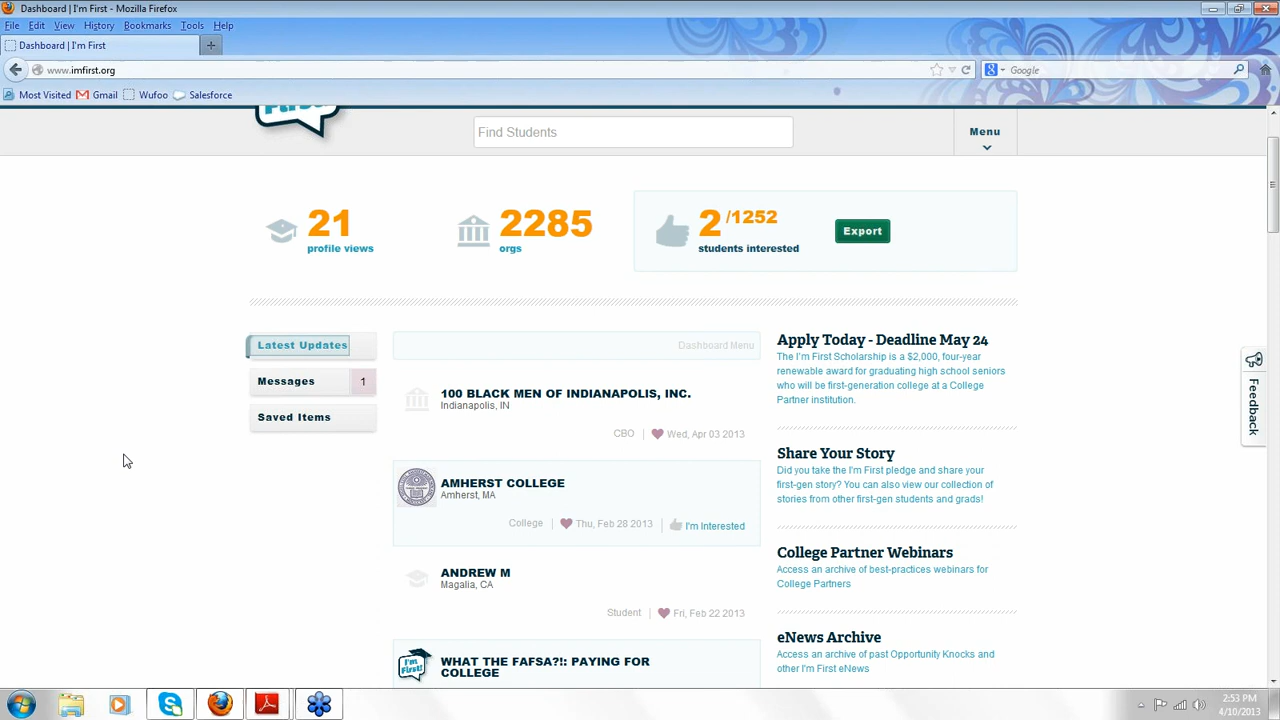 Dashboard | I'm First - Mozilla Firefox
File Edit View History Bookmarks Tools Help
Dashboard | I'm First
www.imfirst.org
Google
Most Visited Gmail Wufoo Salesforce
First!
Find Students
Menu
21
profile views
2285
orgs
2 /1252
students interested
Export
Latest Updates
Messages 1
Saved Items
Dashboard Menu
100 BLACK MEN OF INDIANAPOLIS, INC.
Indianapolis, IN
CBO | Wed, Apr 03 2013
AMHERST COLLEGE
Amherst, MA
College | Thu, Feb 28 2013 | I'm Interested
ANDREW M
Magalia, CA
Student | Fri, Feb 22 2013
I'm
First!
WHAT THE FAFSA?!: PAYING FOR
COLLEGE
Apply Today - Deadline May 24
The I'm First Scholarship is a $2,000, four-year
renewable award for graduating high school seniors
who will be first-generation college at a College
Partner institution.
Share Your Story
Did you take the I'm First pledge and share your
first-gen story? You can also view our collection of
stories from other first-gen students and grads!
College Partner Webinars
Access an archive of best-practices webinars for
College Partners
eNews Archive
Access an archive of past Opportunity Knocks and
other I'm First eNews
Feedback
2:53 PM
4/10/2013